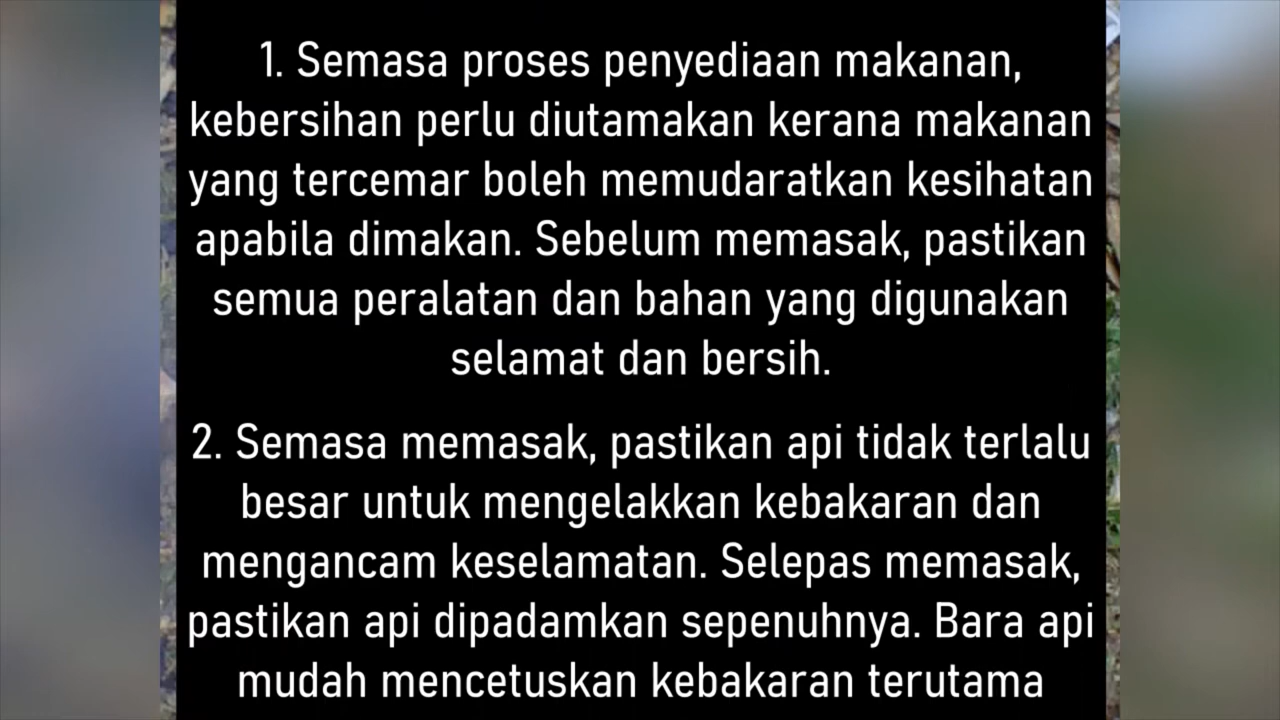 1. Semasa proses penyediaan makanan,
kebersihan perlu diutamakan kerana makanan
yang tercemar boleh memudaratkan kesihatan
apabila dimakan. Sebelum memasak, pastikan
semua peralatan dan bahan yang digunakan
selamat dan bersih.
2. Semasa memasak, pastikan api tidak terlalu
besar untuk mengelakkan kebakaran dan
mengancam keselamatan. Selepas memasak,
pastikan api dipadamkan sepenuhnya. Bara api
mudah mencetuskan kebakaran terutama